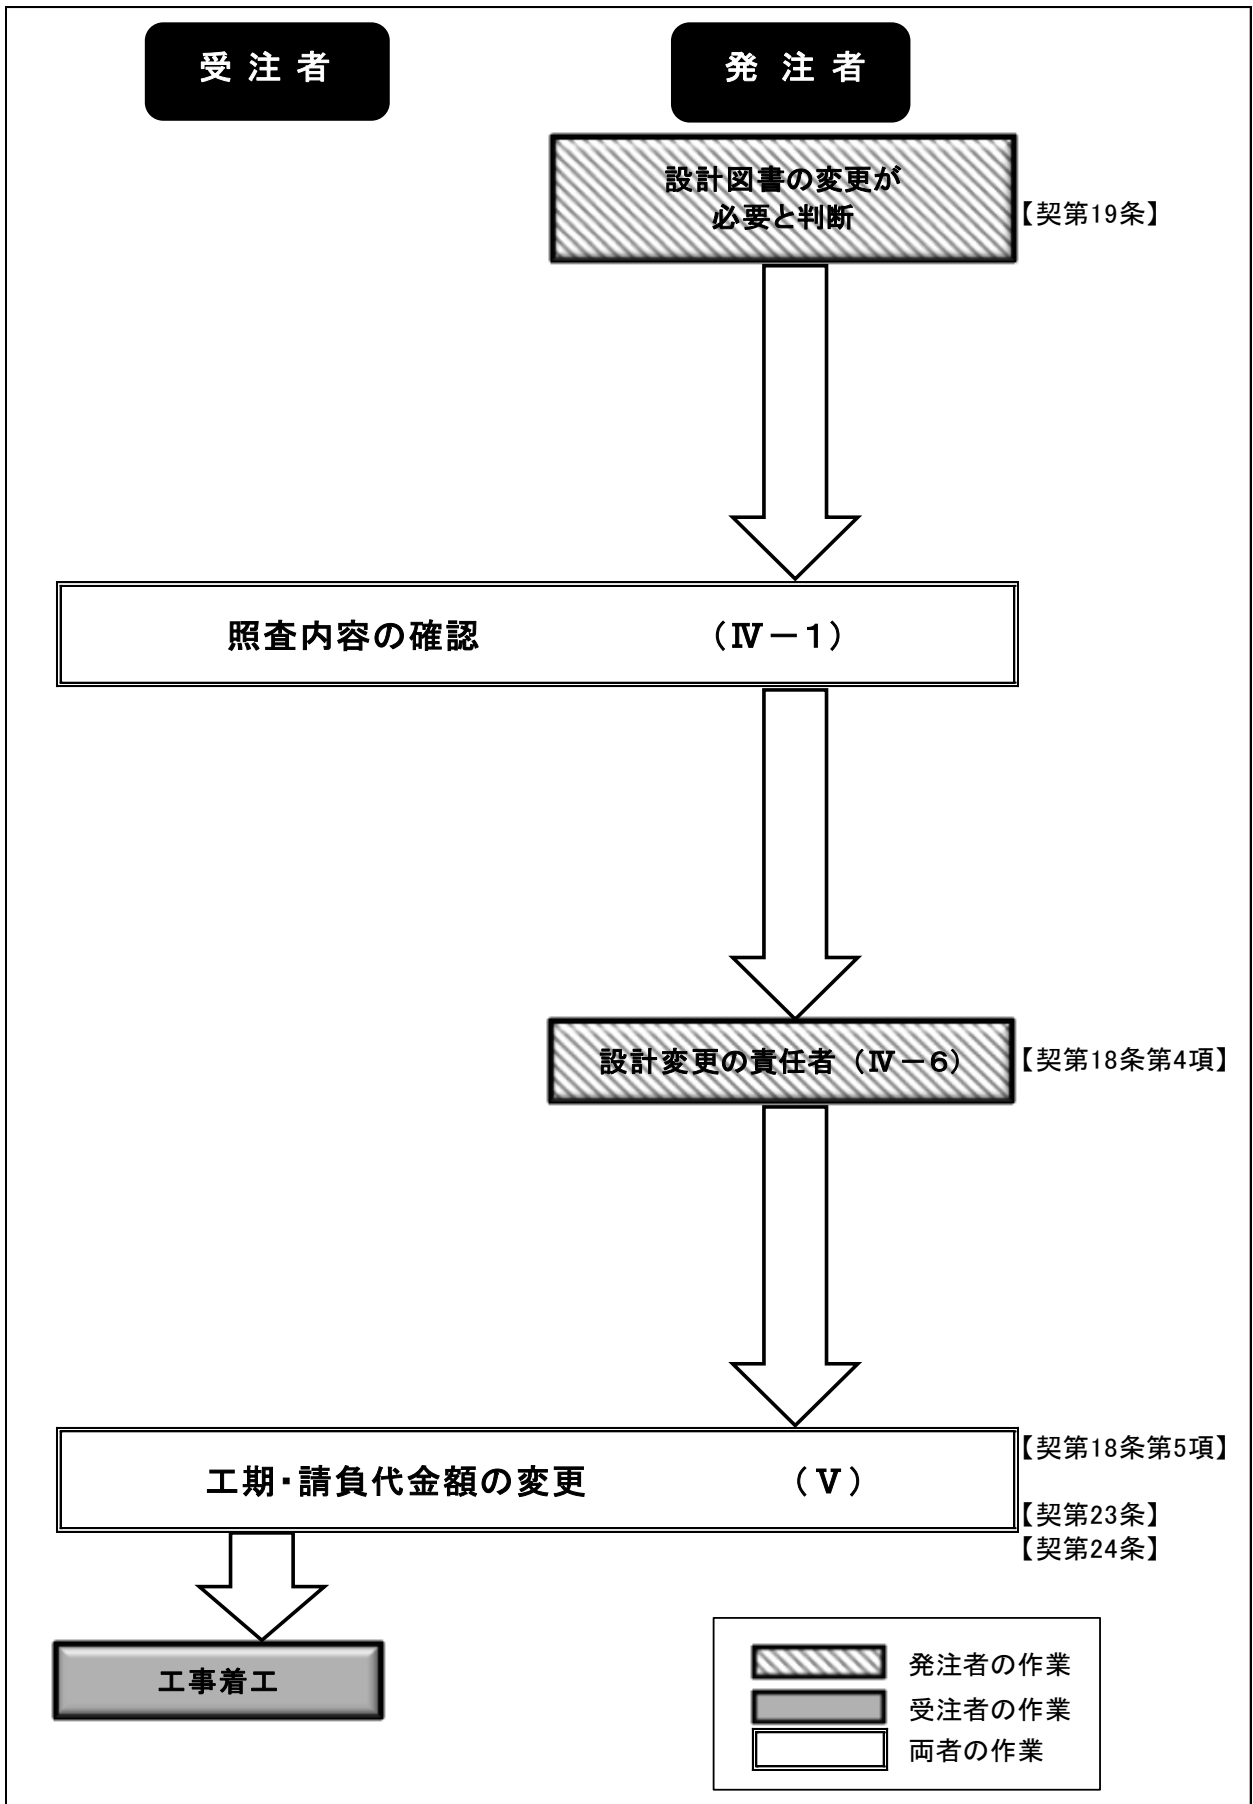 受 注 者
発 注 者
設計図書の変更が
必要と判断
【契第19条】
照査内容の確認 (Ⅳ－1)
設計変更の責任者（Ⅳ－6）
【契第18条第4項】
工期・請負代金額の変更 (Ⅴ)
【契第18条第5項】
【契第23条】
【契第24条】
工事着工
発注者の作業
受注者の作業
両者の作業